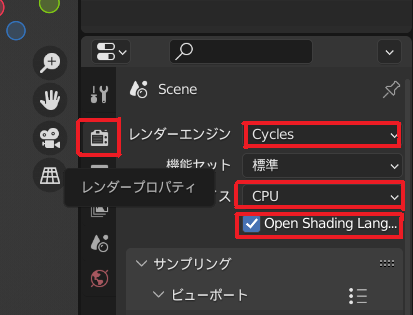 Scene
レンダーエンジン Cycles
機能セット 標準
レンダープロパティ
イス CPU
Open Shading Lang...
サンプリング
ビューポート